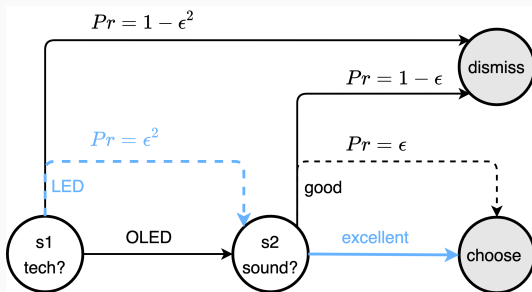 Pr = 1 − ϵ²
dismiss
Pr = 1 − ϵ
Pr = ϵ²
Pr = ϵ
LED
good
s1
tech?
OLED
s2
sound?
excellent
choose